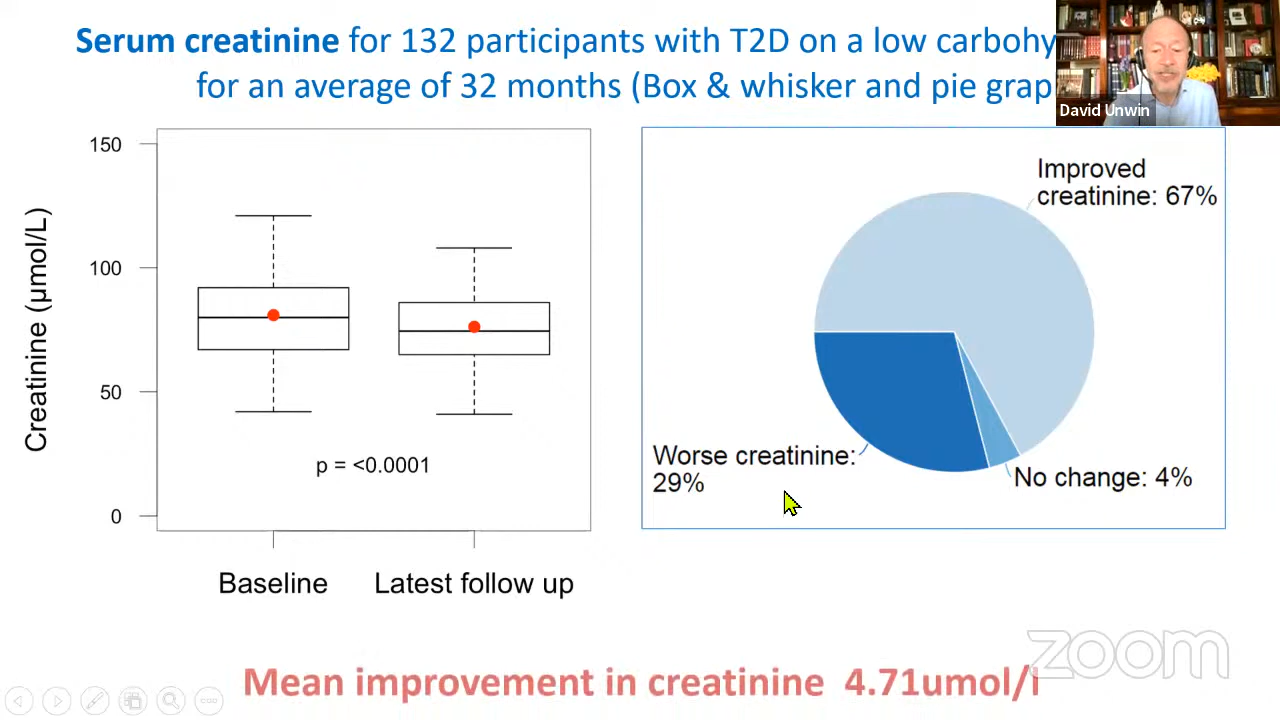 Serum creatinine for 132 participants with T2D on a low carbohy
for an average of 32 months (Box & whisker and pie grap
David Unwin
150
100
50
0
Creatinine (μmol/L)
p = <0.0001
Baseline
Latest follow up
Improved
creatinine: 67%
Worse creatinine:
29%
No change: 4%
Mean improvement in creatinine 4.71umol/l
zoom